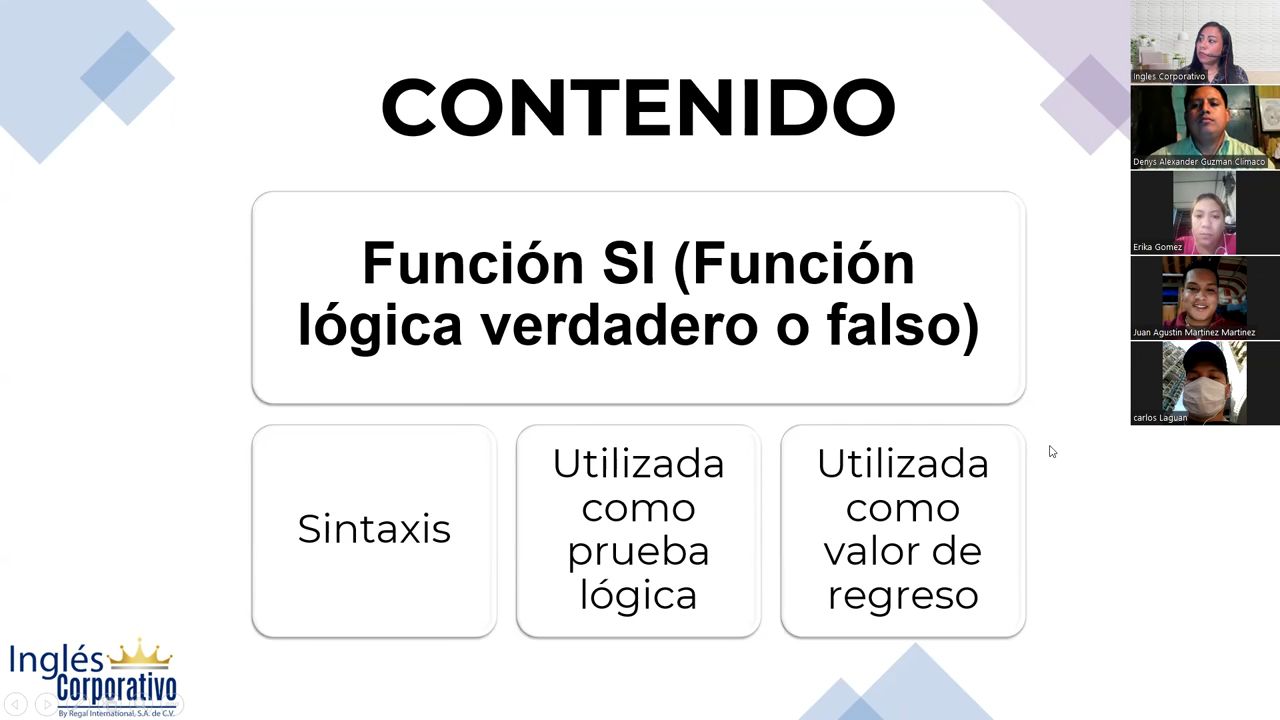 CONTENIDO
Función SI (Función
lógica verdadero o falso)
Sintaxis
Utilizada
como
prueba
lógica
Utilizada
como
valor de
regreso
Inglés
Corporativo
By Regal International, S.A. de C.V.
Ingles Corporativo
Denys Alexander Guzman Climaco
Erika Gomez
Juan Agustin Martinez Martinez
carlos Laguan